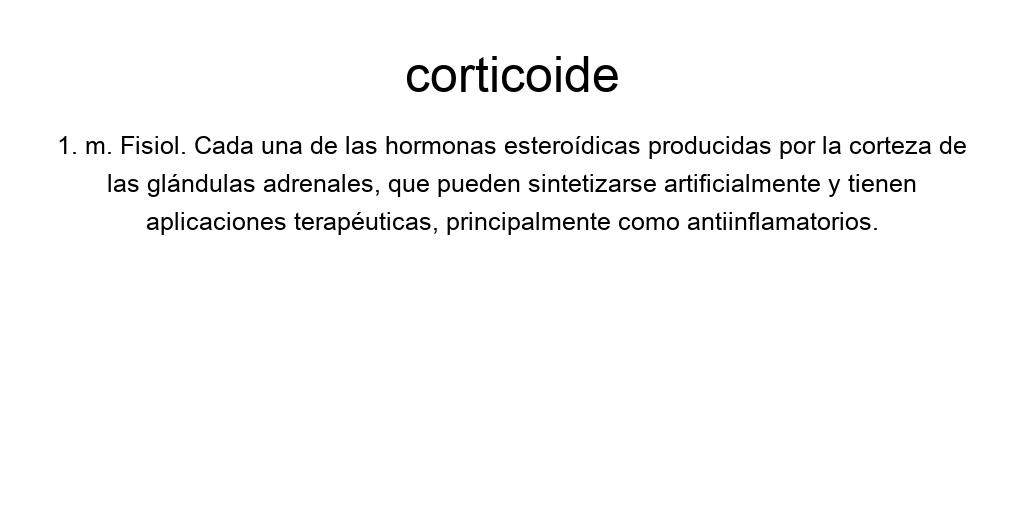 corticoide
1. m. Fisiol. Cada una de las hormonas esteroídicas producidas por la corteza de
las glándulas adrenales, que pueden sintetizarse artificialmente y tienen
aplicaciones terapéuticas, principalmente como antiinflamatorios.